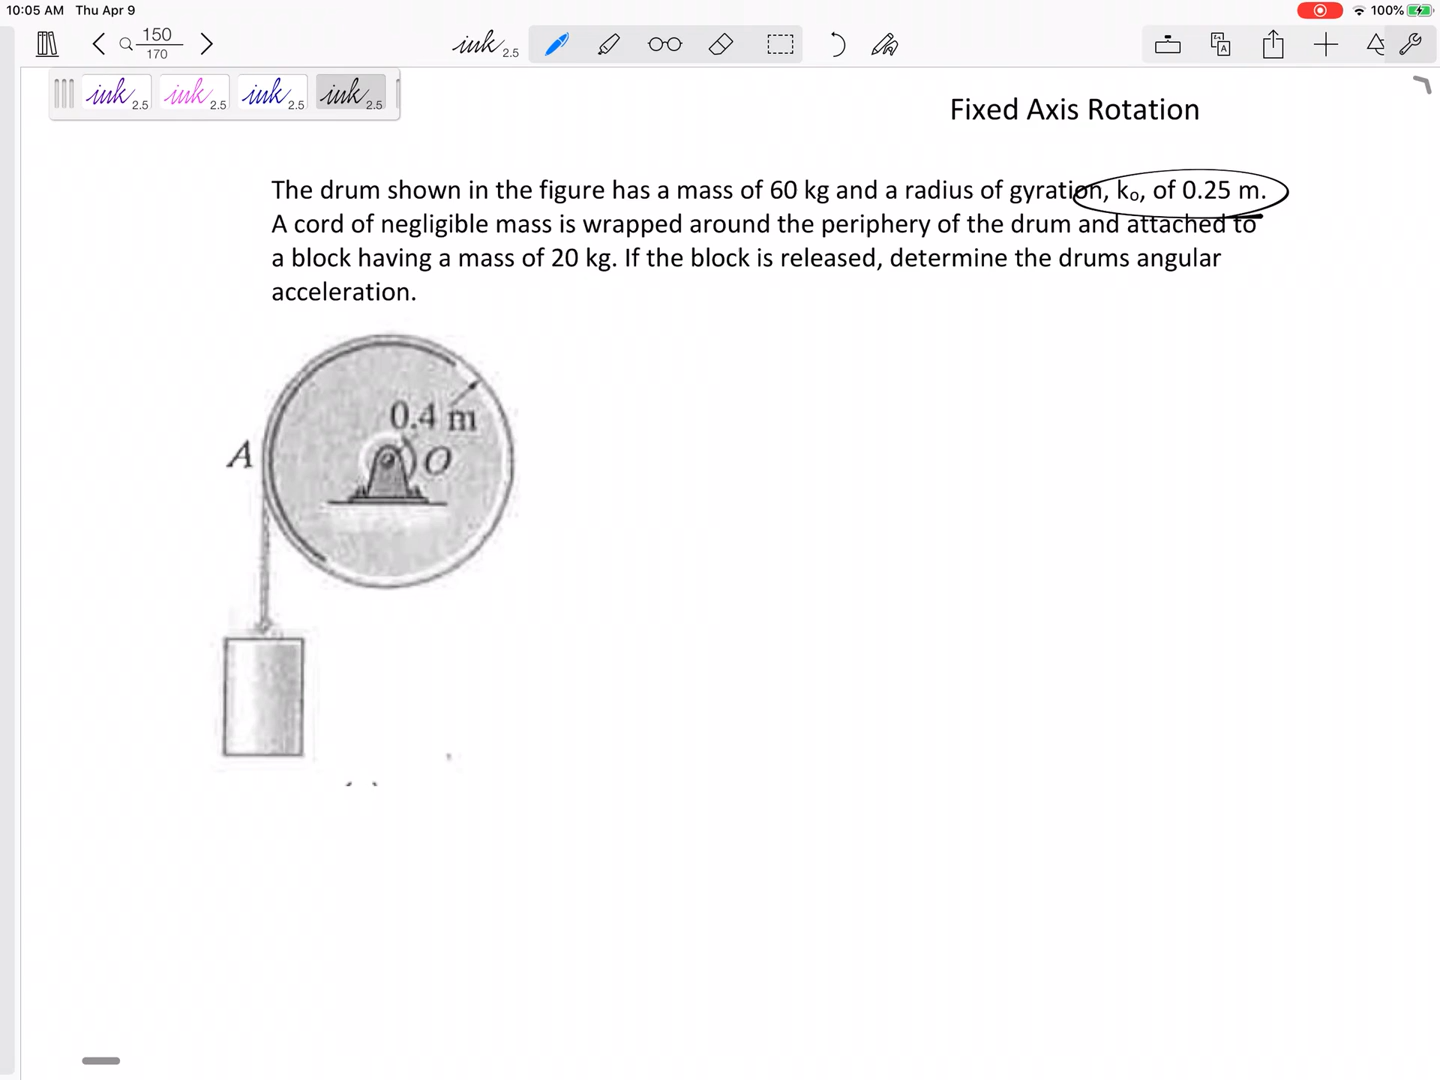 10:05 AM Thu Apr 9
100%
150
170
ink 2.5
ink 2.5
ink 2.5
ink 2.5
ink 2.5
Fixed Axis Rotation
The drum shown in the figure has a mass of 60 kg and a radius of gyration, kₒ, of 0.25 m.
A cord of negligible mass is wrapped around the periphery of the drum and attached to
a block having a mass of 20 kg. If the block is released, determine the drums angular
acceleration.
0.4 m
A
O